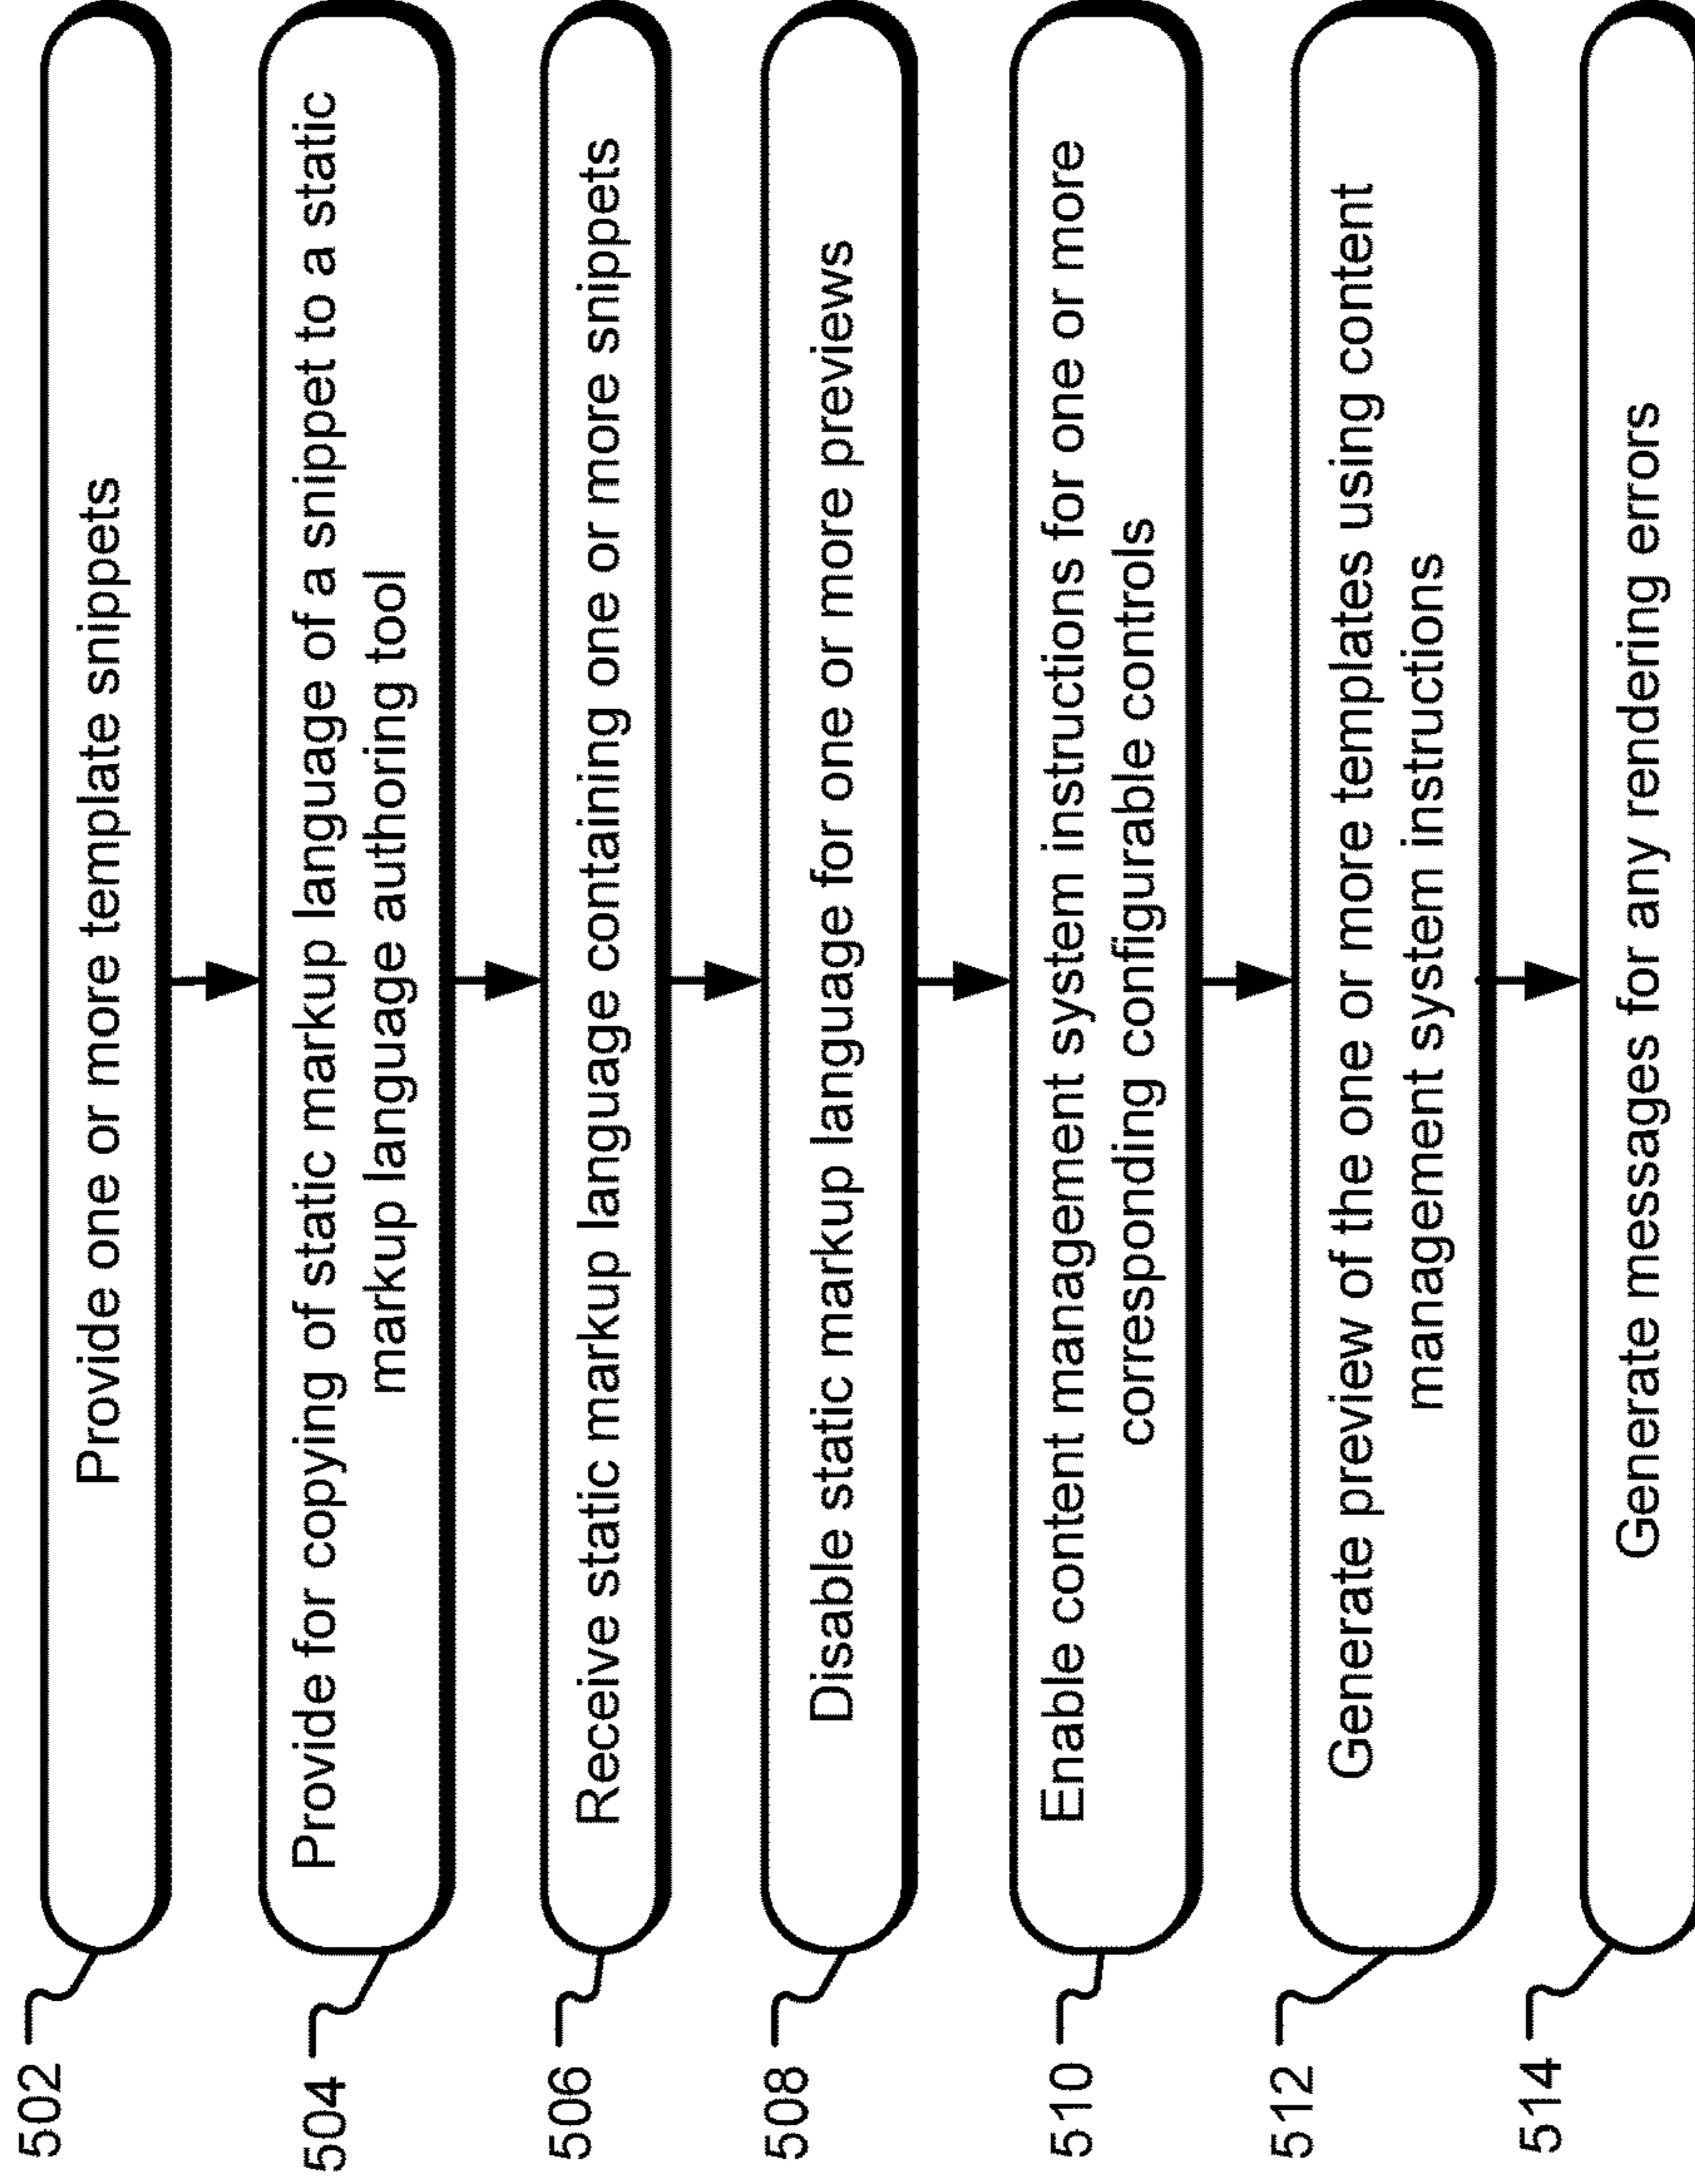 502
Provide one or more template snippets
504
Provide for copying of static markup language of a snippet to a static
markup language authoring tool
506
Receive static markup language containing one or more snippets
508
Disable static markup language for one or more previews
510
Enable content management system instructions for one or more
corresponding configurable controls
512
Generate preview of the one or more templates using content
management system instructions
514
Generate messages for any rendering errors